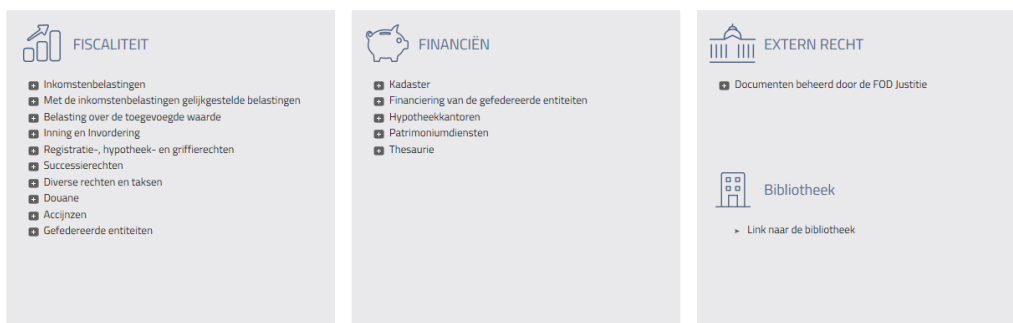 FISCALITEIT
Inkomstenbelastingen
Met de inkomstenbelastingen gelijkgestelde belastingen
Belasting over de toegevoegde waarde
Inning en Invordering
Registratie-, hypotheek- en griffierechten
Successierechten
Diverse rechten en taksen
Douane
Accijnzen
Gefedereerde entiteiten
FINANCIËN
Kadaster
Financiering van de gefedereerde entiteiten
Hypotheekkantoren
Patrimoniumdiensten
Thesaurie
EXTERN RECHT
Documenten beheerd door de FOD Justitie
Bibliotheek
Link naar de bibliotheek